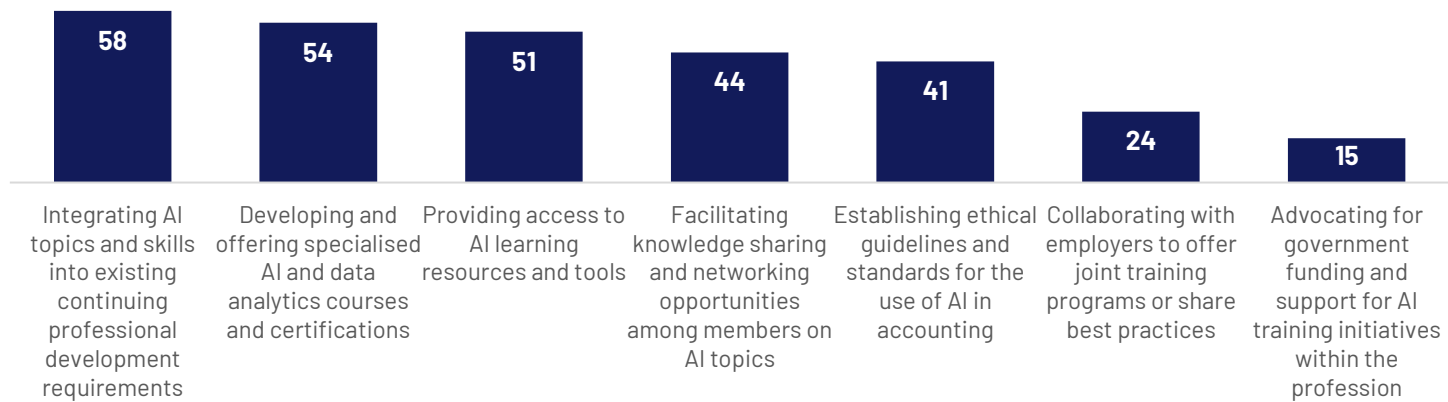 58
54
51
44
41
24
15
Integrating AI
topics and skills
into existing
continuing
professional
development
requirements
Developing and
offering specialised
AI and data
analytics courses
and certifications
Providing access to
AI learning
resources and tools
Facilitating
knowledge sharing
and networking
opportunities
among members on
AI topics
Establishing ethical
guidelines and
standards for the
use of AI in
accounting
Collaborating with
employers to offer
joint training
programs or share
best practices
Advocating for
government
funding and
support for AI
training initiatives
within the
profession